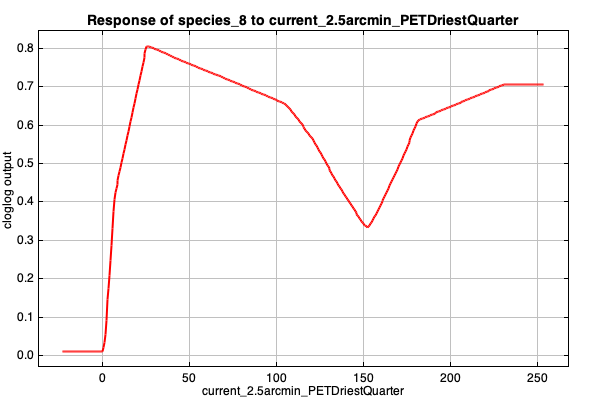 Response of species_8 to current_2.5arcmin_PETDriestQuarter
0.8
0.7
0.6
0.5
0.4
0.3
0.2
0.1
0.0
cloglog output
0 50 100 150 200 250
current_2.5arcmin_PETDriestQuarter